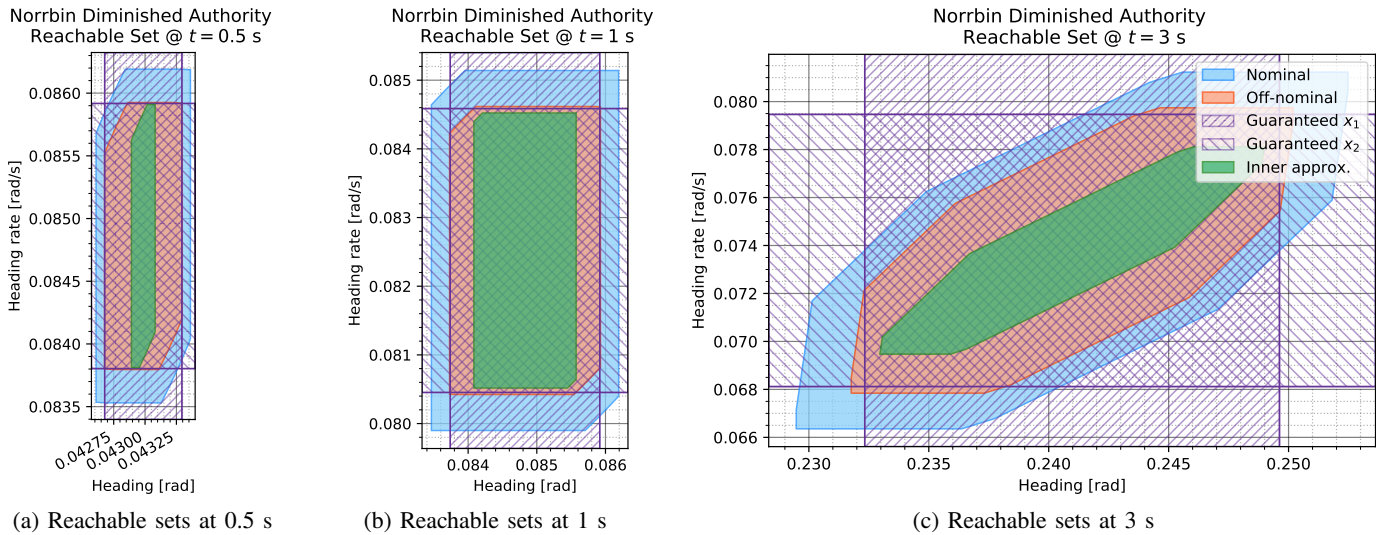 Norrbin Diminished Authority
Reachable Set @ t = 0.5 s
0.0860
0.0855
0.0850
0.0845
0.0840
0.0835
Heading rate [rad/s]
0.04275
0.04300
0.04325
Heading [rad]
(a) Reachable sets at 0.5 s
Norrbin Diminished Authority
Reachable Set @ t = 1 s
0.085
0.084
0.083
0.082
0.081
0.080
Heading rate [rad/s]
0.084 0.085 0.086
Heading [rad]
(b) Reachable sets at 1 s
Norrbin Diminished Authority
Reachable Set @ t = 3 s
Nominal
Off-nominal
Guaranteed x₁
Guaranteed x₂
Inner approx.
0.080
0.078
0.076
0.074
0.072
0.070
0.068
0.066
Heading rate [rad/s]
0.230 0.235 0.240 0.245 0.250
Heading [rad]
(c) Reachable sets at 3 s